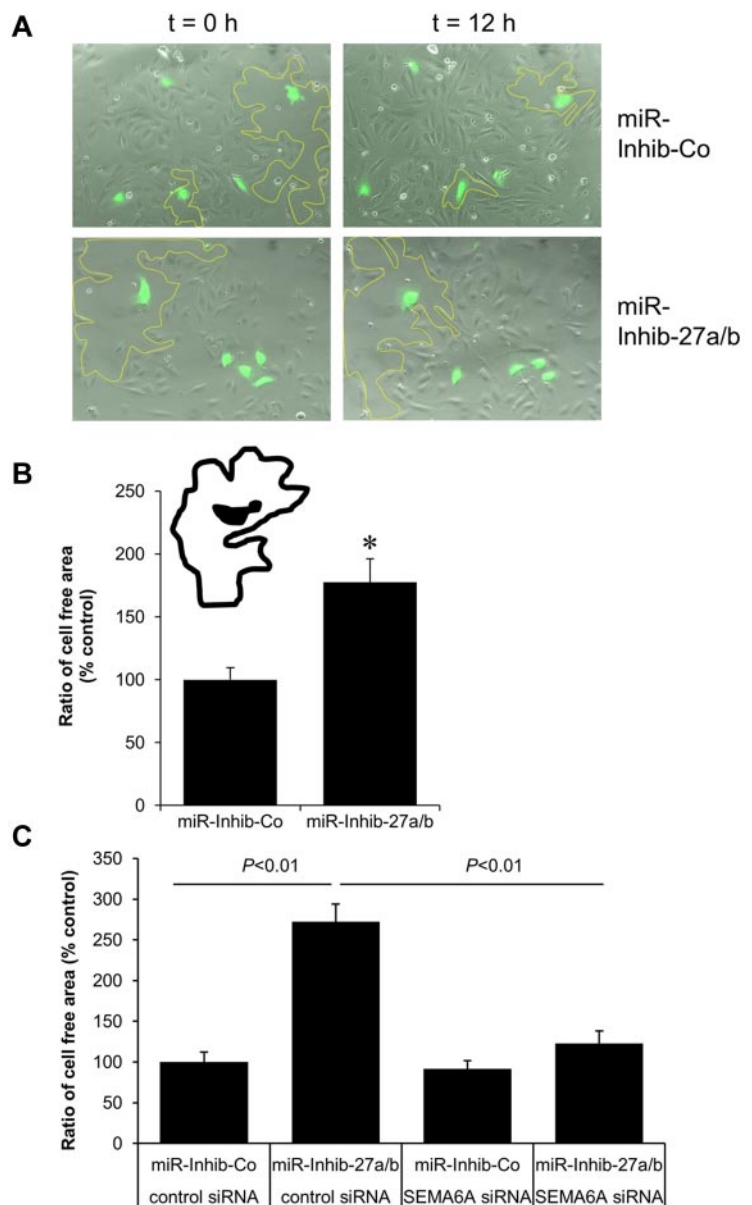 A
t = 0 h
t = 12 h
miR-
Inhib-Co
miR-
Inhib-27a/b
B
Ratio of cell free area
(% control)
250
200
150
100
50
0
*
miR-Inhib-Co
miR-Inhib-27a/b
C
Ratio of cell free area (% control)
350
300
250
200
150
100
50
0
P<0.01
P<0.01
miR-Inhib-Co
miR-Inhib-27a/b
miR-Inhib-Co
miR-Inhib-27a/b
control siRNA
control siRNA
SEMA6A siRNA
SEMA6A siRNA